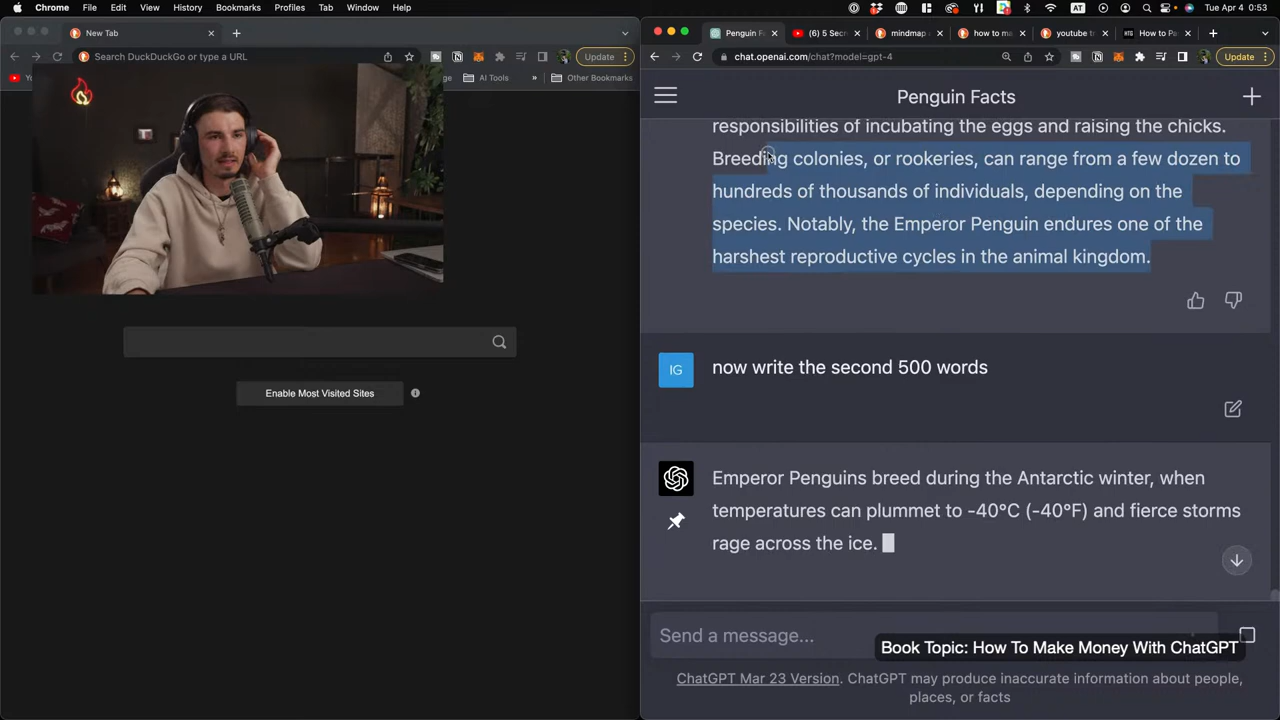 Chrome File Edit View History Bookmarks Profiles Tab Window Help
Tue Apr 4 0:53
New Tab
Search DuckDuckGo or type a URL
Update
AI Tools
»
Other Bookmarks
Enable Most Visited Sites
Penguin F
(6) 5 Secr
mindmap
how to ma
youtube t
How to Pa
chat.openai.com/chat?model=gpt-4
Update
Penguin Facts
responsibilities of incubating the eggs and raising the chicks.
Breeding colonies, or rookeries, can range from a few dozen to
hundreds of thousands of individuals, depending on the
species. Notably, the Emperor Penguin endures one of the
harshest reproductive cycles in the animal kingdom.
IG
now write the second 500 words
Emperor Penguins breed during the Antarctic winter, when
temperatures can plummet to -40°C (-40°F) and fierce storms
rage across the ice.
Send a message...
Book Topic: How To Make Money With ChatGPT
ChatGPT Mar 23 Version. ChatGPT may produce inaccurate information about people,
places, or facts